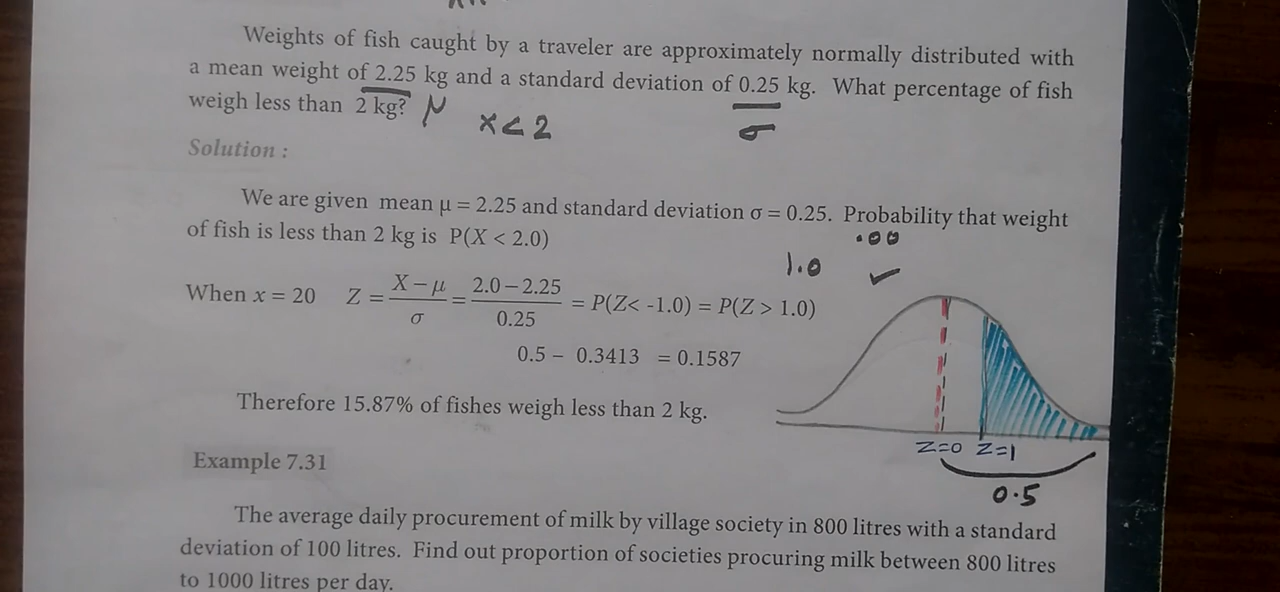 Weights of fish caught by a traveler are approximately normally distributed with
a mean weight of 2.25 kg and a standard deviation of 0.25 kg. What percentage of fish
weigh less than 2 kg? μ x<2 σ
Solution :
We are given mean μ = 2.25 and standard deviation σ = 0.25. Probability that weight
of fish is less than 2 kg is P(X < 2.0)
.00
1.0 ✓
When x = 20 Z = X – μ / σ = 2.0 – 2.25 / 0.25 = P(Z< -1.0) = P(Z > 1.0)
0.5 – 0.3413 = 0.1587
Therefore 15.87% of fishes weigh less than 2 kg.
Z=0 Z=1
0.5
Example 7.31
The average daily procurement of milk by village society in 800 litres with a standard
deviation of 100 litres. Find out proportion of societies procuring milk between 800 litres
to 1000 litres per day.